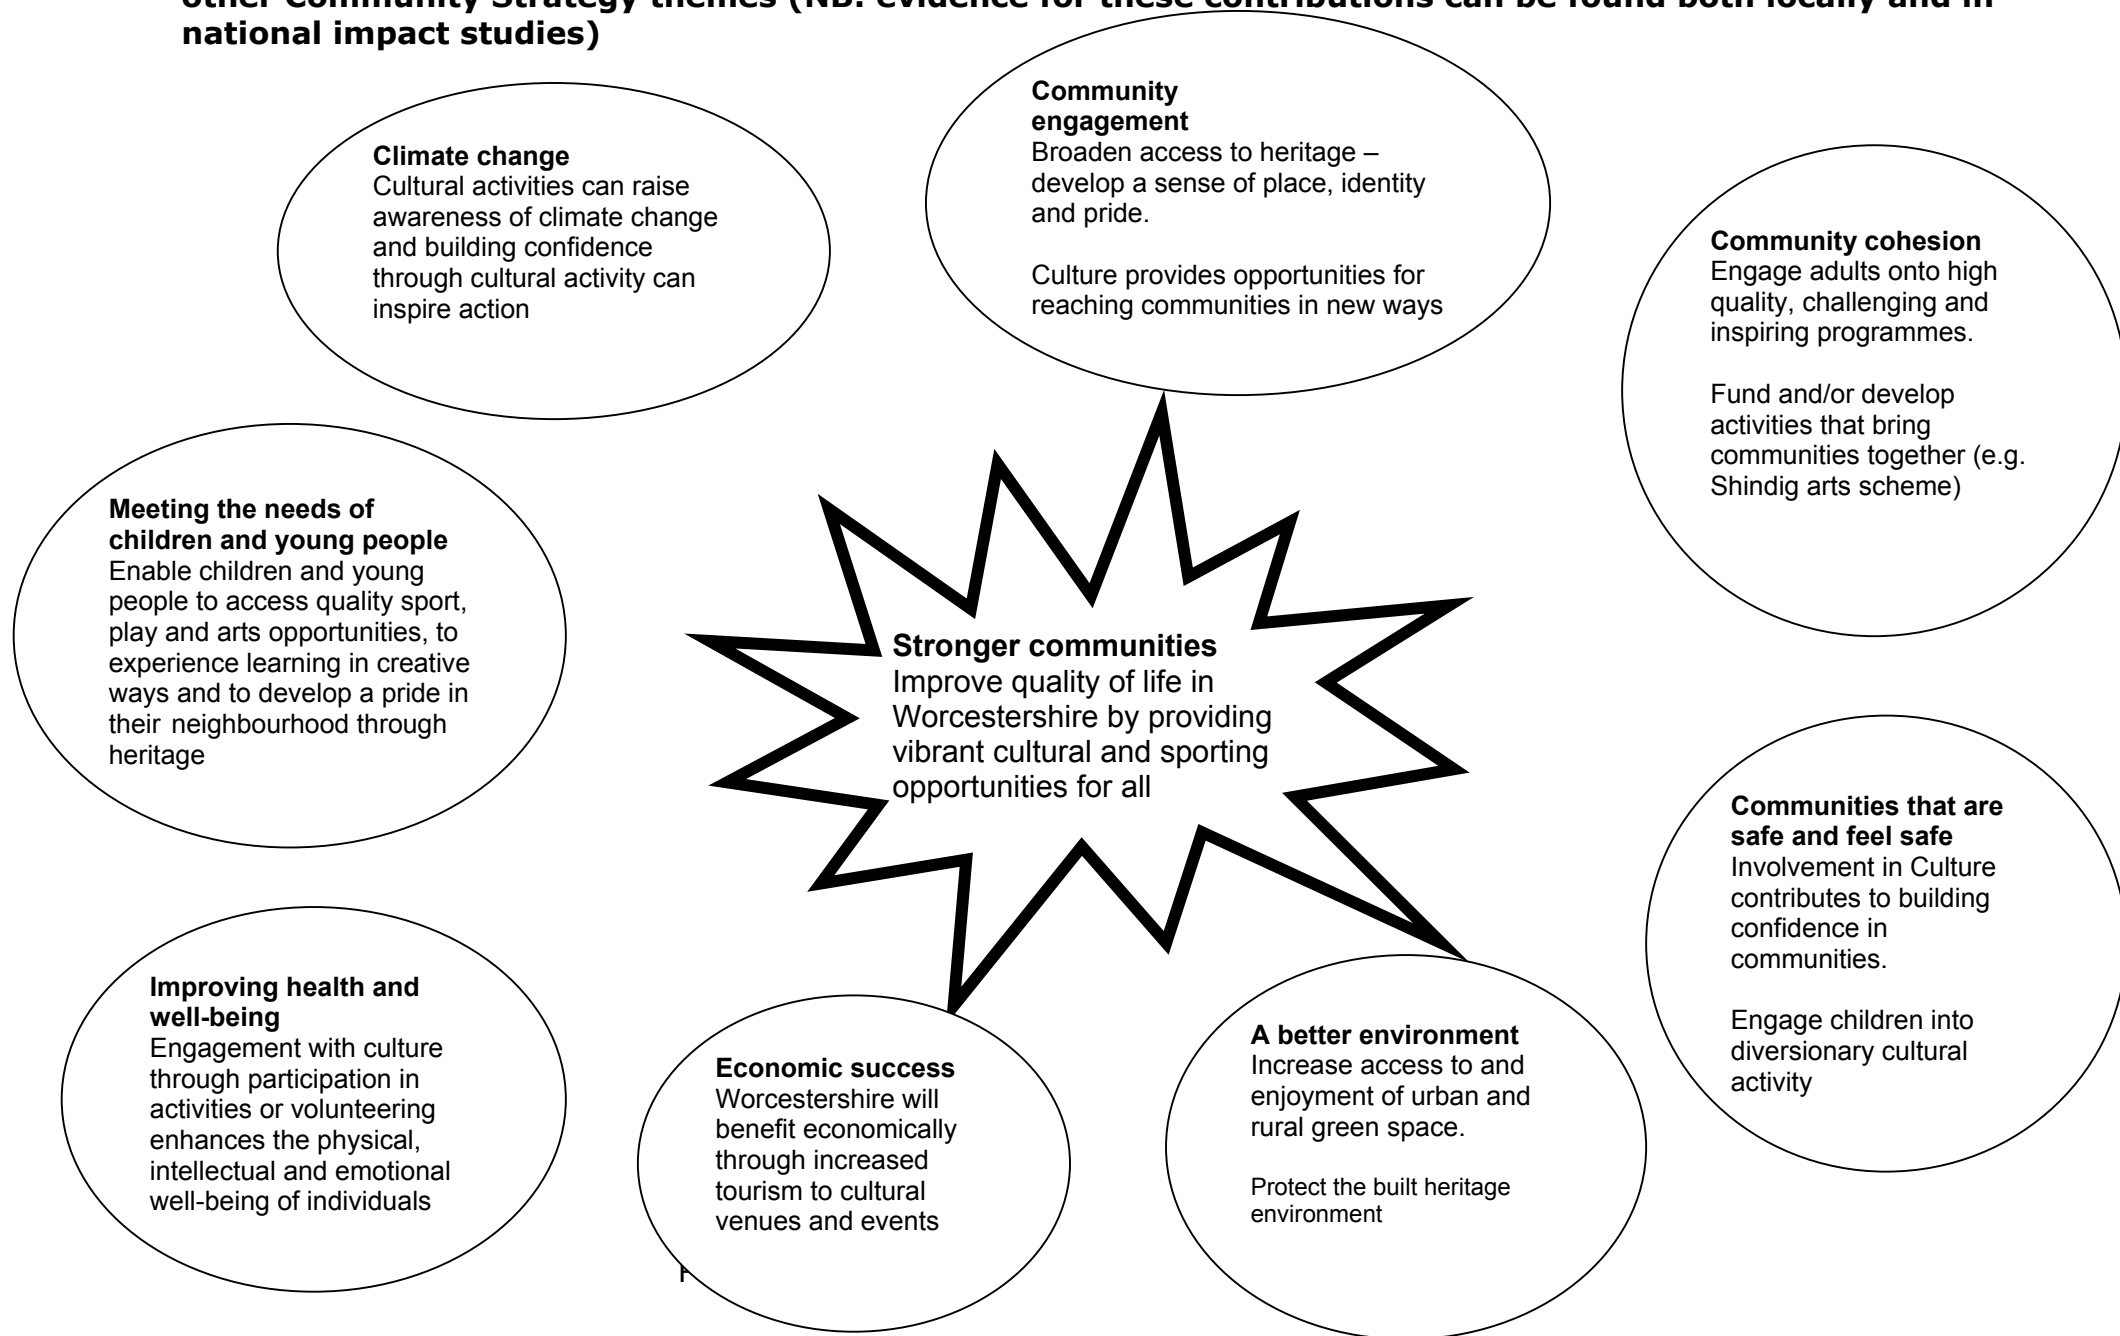 other Community Strategy themes (NB: evidence for these contributions can be found both locally and in
national impact studies)
Climate change
Cultural activities can raise
awareness of climate change
and building confidence
through cultural activity can
inspire action
Community
engagement
Broaden access to heritage –
develop a sense of place, identity
and pride.
Culture provides opportunities for
reaching communities in new ways
Community cohesion
Engage adults onto high
quality, challenging and
inspiring programmes.
Fund and/or develop
activities that bring
communities together (e.g.
Shindig arts scheme)
Meeting the needs of
children and young people
Enable children and young
people to access quality sport,
play and arts opportunities, to
experience learning in creative
ways and to develop a pride in
their neighbourhood through
heritage
Stronger communities
Improve quality of life in
Worcestershire by providing
vibrant cultural and sporting
opportunities for all
Communities that are
safe and feel safe
Involvement in Culture
contributes to building
confidence in
communities.
Engage children into
diversionary cultural
activity
Improving health and
well-being
Engagement with culture
through participation in
activities or volunteering
enhances the physical,
intellectual and emotional
well-being of individuals
Economic success
Worcestershire will
benefit economically
through increased
tourism to cultural
venues and events
A better environment
Increase access to and
enjoyment of urban and
rural green space.
Protect the built heritage
environment